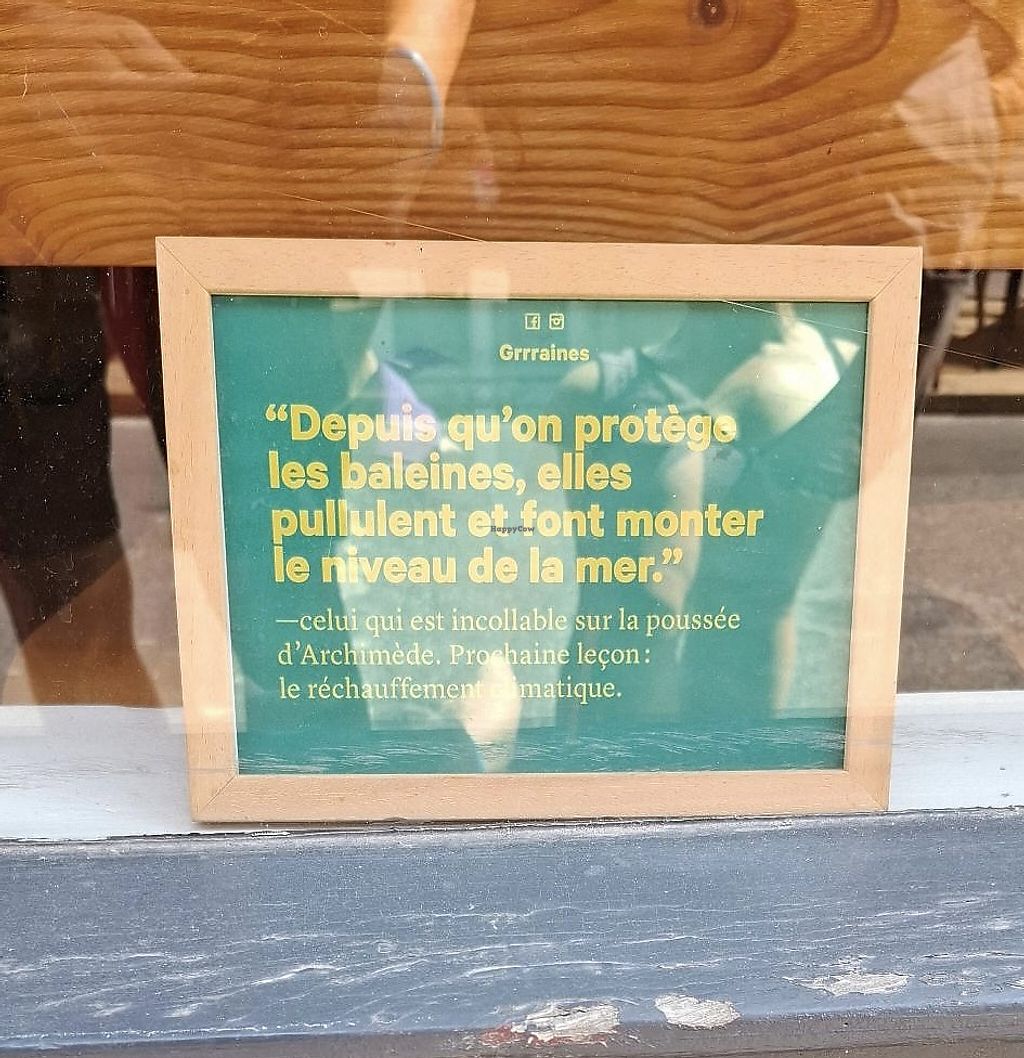 Grrraines
“Depuis qu’on protège
les baleines, elles
pullulent et font monter
le niveau de la mer.”
—celui qui est incollable sur la poussée
d’Archimède. Prochaine leçon:
le réchauffement climatique.
HappyCow